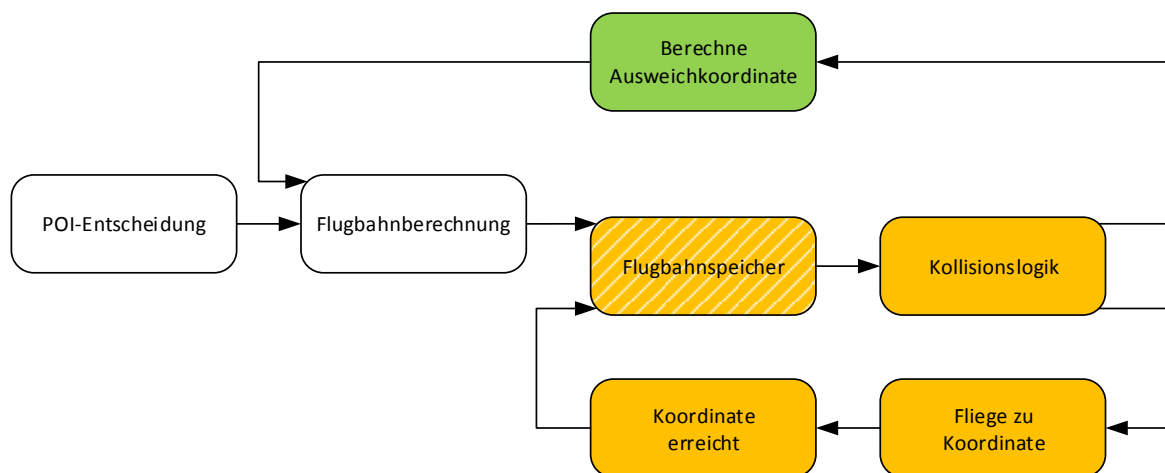 Berechne
Ausweichkoordinate
POI-Entscheidung
Flugbahnberechnung
Flugbahnspeicher
Kollisionslogik
Koordinate
erreicht
Fliege zu
Koordinate